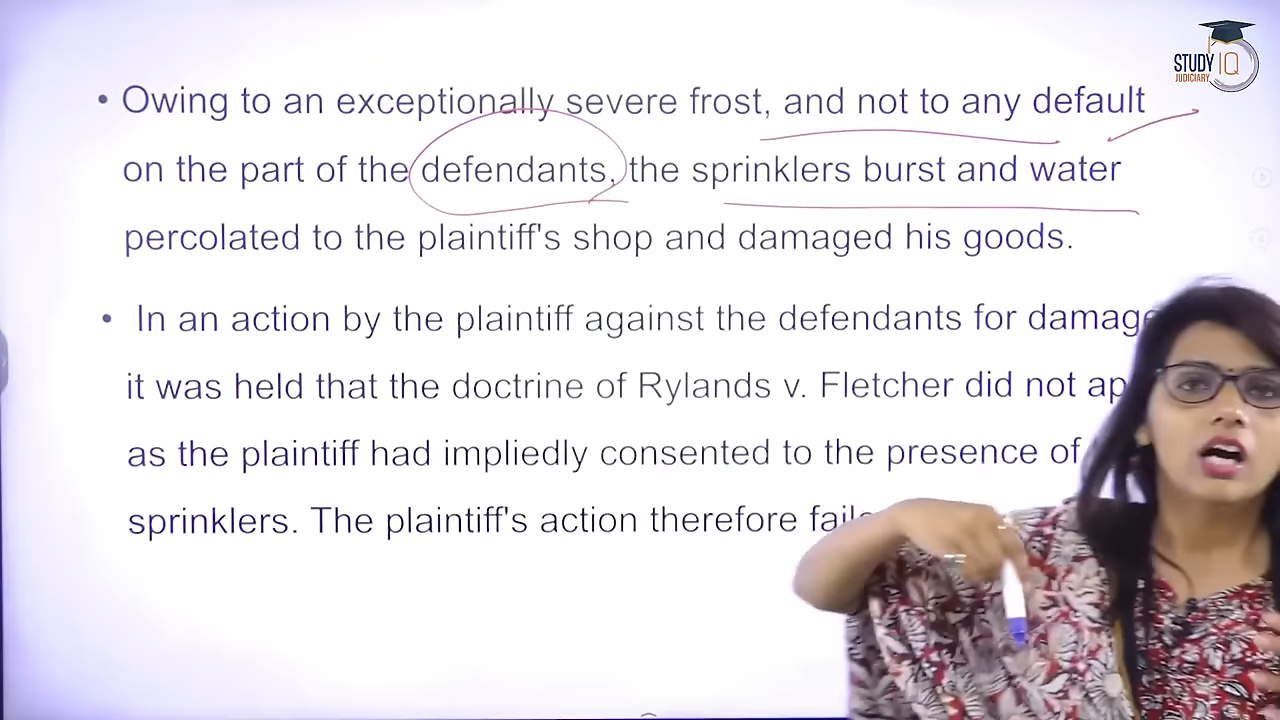 STUDY IQ
JUDICIARY
• Owing to an exceptionally severe frost, and not to any default
on the part of the defendants, the sprinklers burst and water
percolated to the plaintiff's shop and damaged his goods.
• In an action by the plaintiff against the defendants for
it was held that the doctrine of Rylands v. Fletcher did not
as the plaintiff had impliedly consented to the presence of
sprinklers. The plaintiff's action therefore